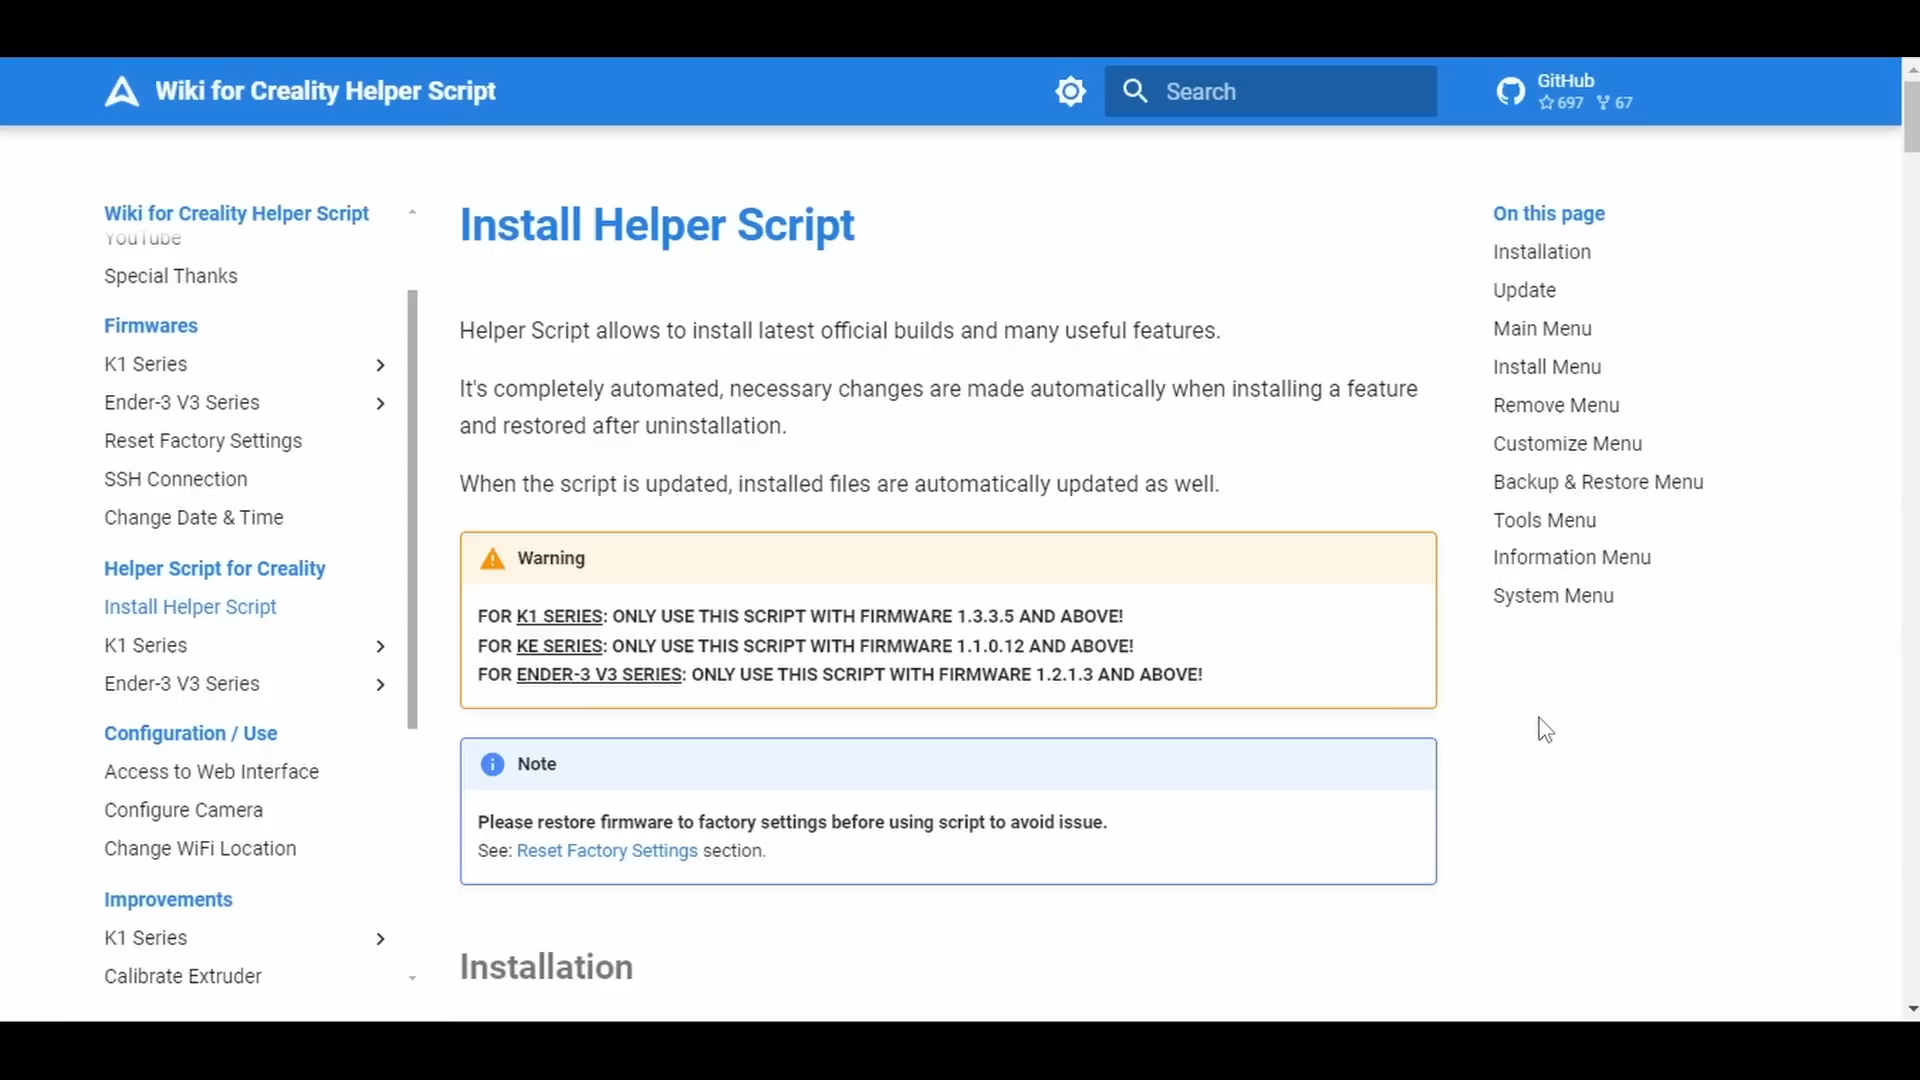 Wiki for Creality Helper Script
Search
GitHub
697 67
Wiki for Creality Helper Script
YouTube
Special Thanks
Firmwares
K1 Series
Ender-3 V3 Series
Reset Factory Settings
SSH Connection
Change Date & Time
Helper Script for Creality
Install Helper Script
K1 Series
Ender-3 V3 Series
Configuration / Use
Access to Web Interface
Configure Camera
Change WiFi Location
Improvements
K1 Series
Calibrate Extruder
Install Helper Script
Helper Script allows to install latest official builds and many useful features.
It's completely automated, necessary changes are made automatically when installing a feature
and restored after uninstallation.
When the script is updated, installed files are automatically updated as well.
Warning
FOR K1 SERIES: ONLY USE THIS SCRIPT WITH FIRMWARE 1.3.3.5 AND ABOVE!
FOR KE SERIES: ONLY USE THIS SCRIPT WITH FIRMWARE 1.1.0.12 AND ABOVE!
FOR ENDER-3 V3 SERIES: ONLY USE THIS SCRIPT WITH FIRMWARE 1.2.1.3 AND ABOVE!
Note
Please restore firmware to factory settings before using script to avoid issue.
See: Reset Factory Settings section.
Installation
On this page
Installation
Update
Main Menu
Install Menu
Remove Menu
Customize Menu
Backup & Restore Menu
Tools Menu
Information Menu
System Menu